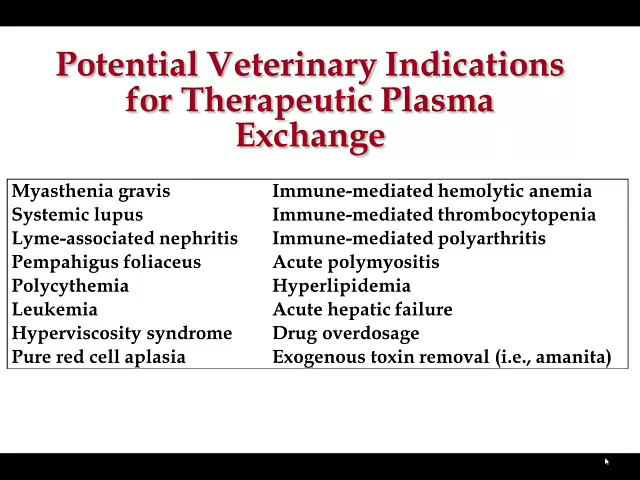 Potential Veterinary Indications
for Therapeutic Plasma
Exchange
Myasthenia gravis
Systemic lupus
Lyme-associated nephritis
Pempahigus foliaceus
Polycythemia
Leukemia
Hyperviscosity syndrome
Pure red cell aplasia
Immune-mediated hemolytic anemia
Immune-mediated thrombocytopenia
Immune-mediated polyarthritis
Acute polymyositis
Hyperlipidemia
Acute hepatic failure
Drug overdosage
Exogenous toxin removal (i.e., amanita)